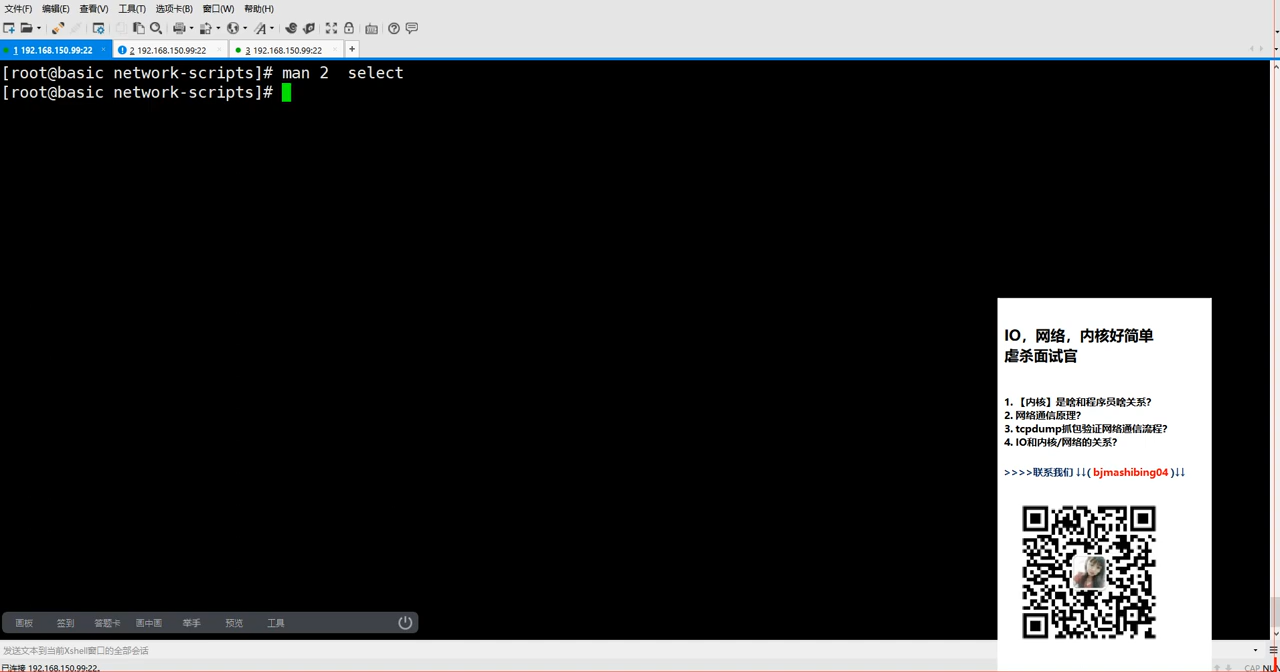 文件(F) 编辑(E) 查看(V) 工具(T) 选项卡(B) 窗口(W) 帮助(H)
1 192.168.150.99:22 2 192.168.150.99:22 3 192.168.150.99:22 +
[root@basic network-scripts]# man 2  select
[root@basic network-scripts]#
IO，网络，内核好简单
虐杀面试官
1. 【内核】是啥和程序员啥关系?
2. 网络通信原理?
3. tcpdump抓包验证网络通信流程?
4. IO和内核/网络的关系?
>>>>联系我们 ↓↓( bjmashibing04 )↓↓
画板 签到 答题卡 画中画 举手 预览 工具
发送文本到当前Xshell窗口的全部会话
已连接 192.168.150.99:22。
CAP NUM